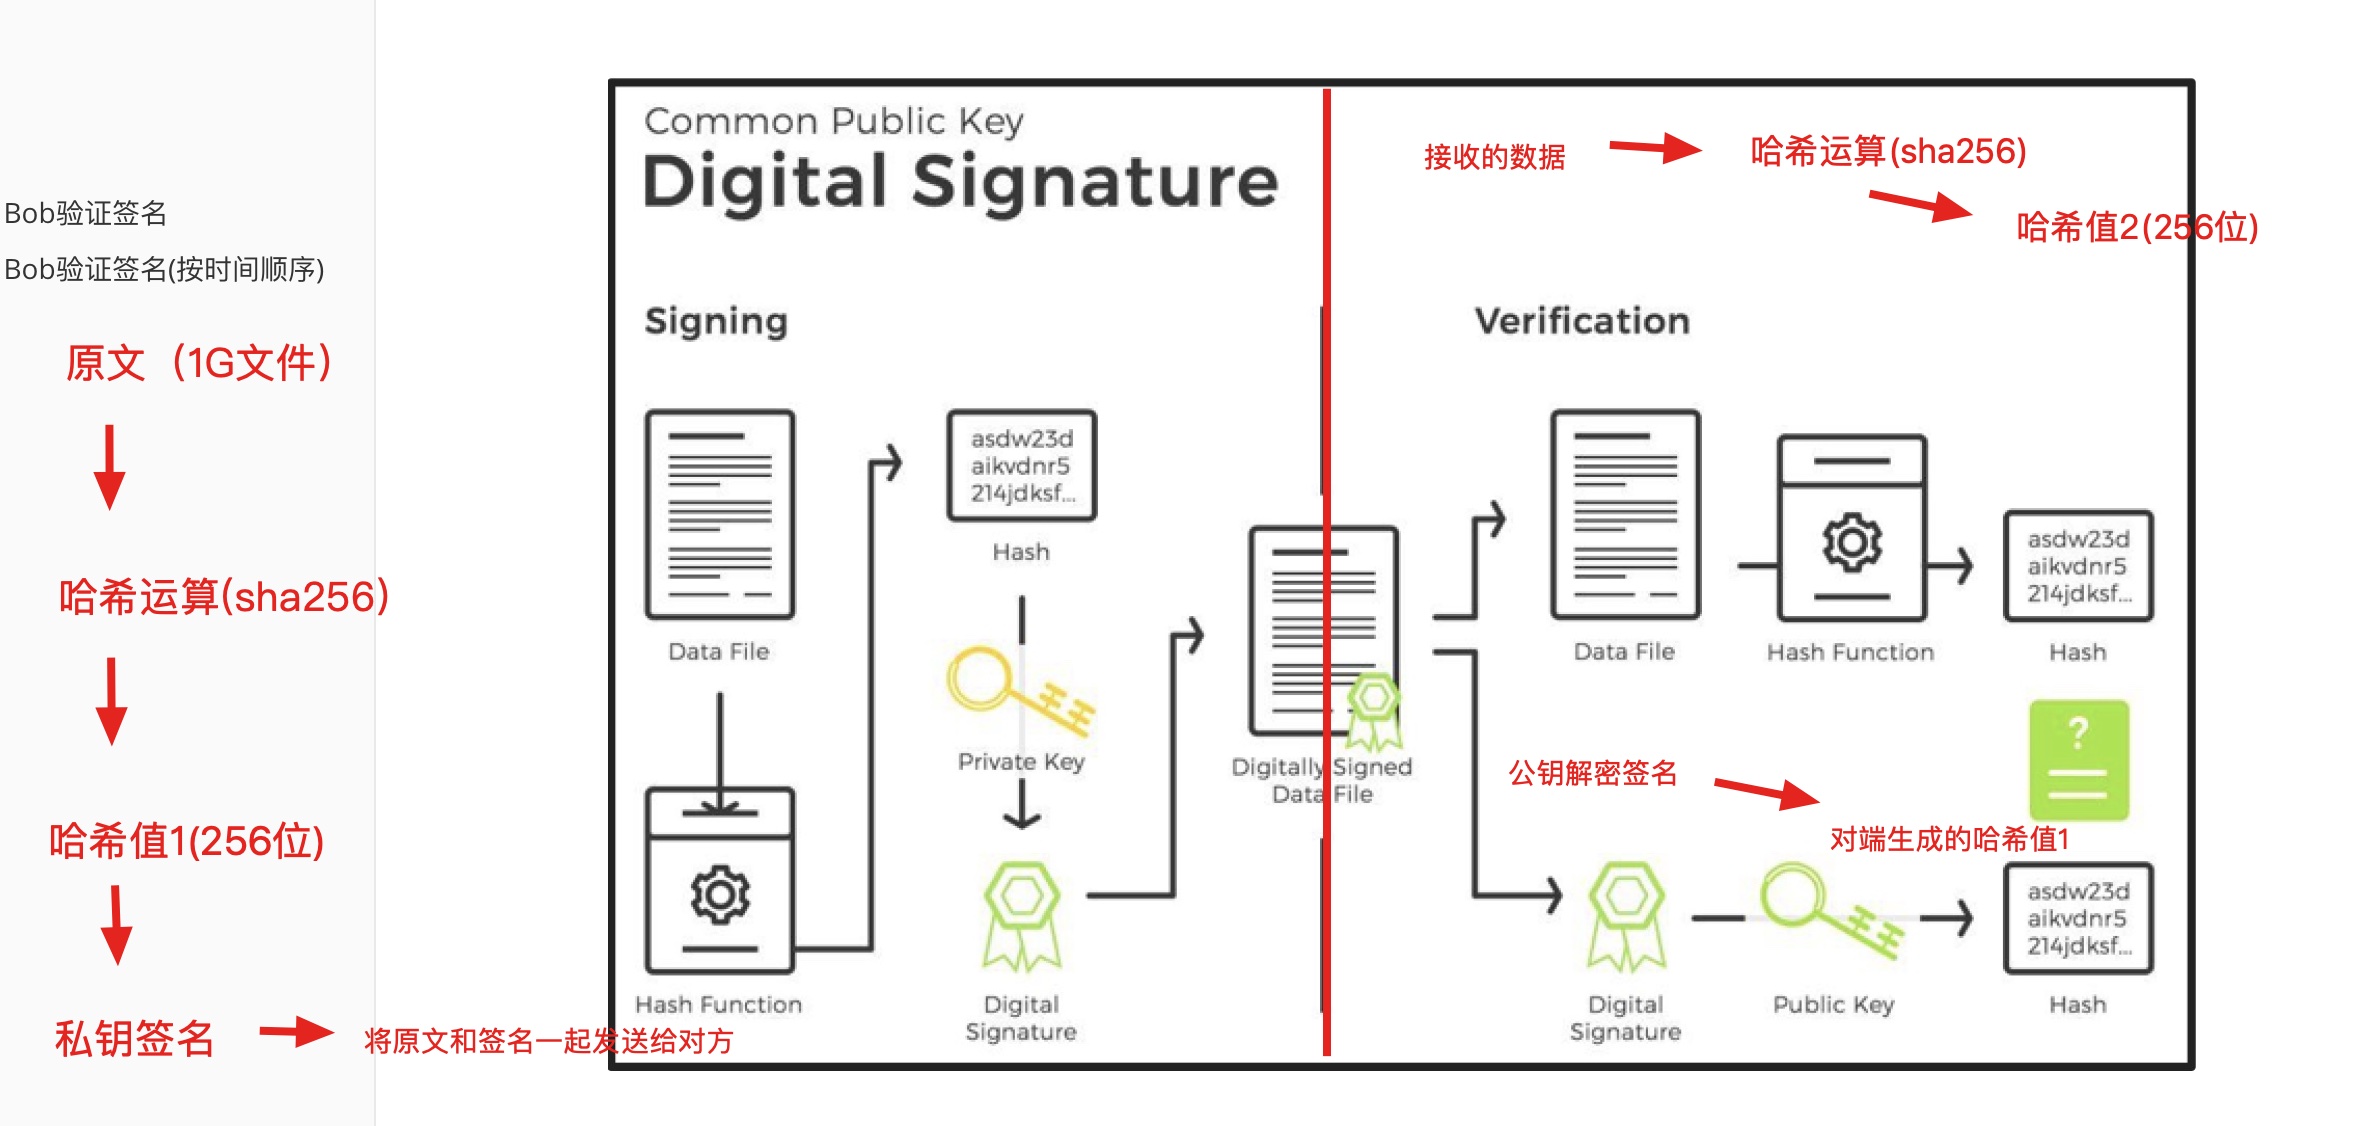 Bob验证签名
Bob验证签名(按时间顺序)
原文（1G文件）
哈希运算(sha256)
哈希值1(256位)
私钥签名
将原文和签名一起发送给对方
Common Public Key
Digital Signature
Signing
Data File
Hash Function
asdw23d
aikvdnr5
214jdksf...
Hash
Private Key
Digital
Signature
Digitally Signed
Data File
接收的数据
哈希运算(sha256)
哈希值2(256位)
Verification
Data File
Hash Function
asdw23d
aikvdnr5
214jdksf...
Hash
?
公钥解密签名
对端生成的哈希值1
Digital
Signature
Public Key
asdw23d
aikvdnr5
214jdksf...
Hash